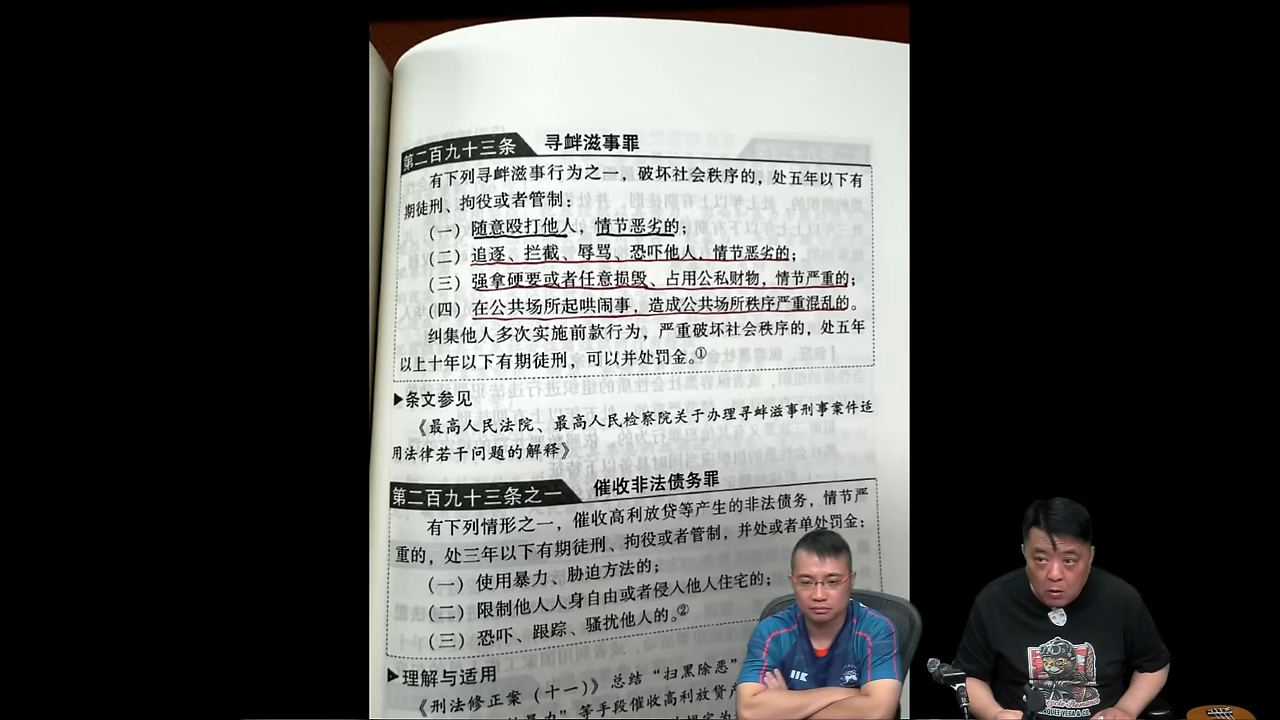 第二百九十三条 寻衅滋事罪
有下列寻衅滋事行为之一，破坏社会秩序的，处五年以下有
期徒刑、拘役或者管制：
（一）随意殴打他人，情节恶劣的；
（二）追逐、拦截、辱骂、恐吓他人，情节恶劣的；
（三）强拿硬要或者任意损毁、占用公私财物，情节严重的；
（四）在公共场所起哄闹事，造成公共场所秩序严重混乱的。
纠集他人多次实施前款行为，严重破坏社会秩序的，处五年
以上十年以下有期徒刑，可以并处罚金。①
▶条文参见
《最高人民法院、最高人民检察院关于办理寻衅滋事刑事案件适
用法律若干问题的解释》
第二百九十三条之一 催收非法债务罪
有下列情形之一，催收高利放贷等产生的非法债务，情节严
重的，处三年以下有期徒刑、拘役或者管制，并处或者单处罚金：
（一）使用暴力、胁迫方法的；
（二）限制他人人身自由或者侵入他人住宅的；
（三）恐吓、跟踪、骚扰他人的。②
▶理解与适用
《刑法修正案（十一）》总结“扫黑除恶”
暴力”等手段催收高利放贷产